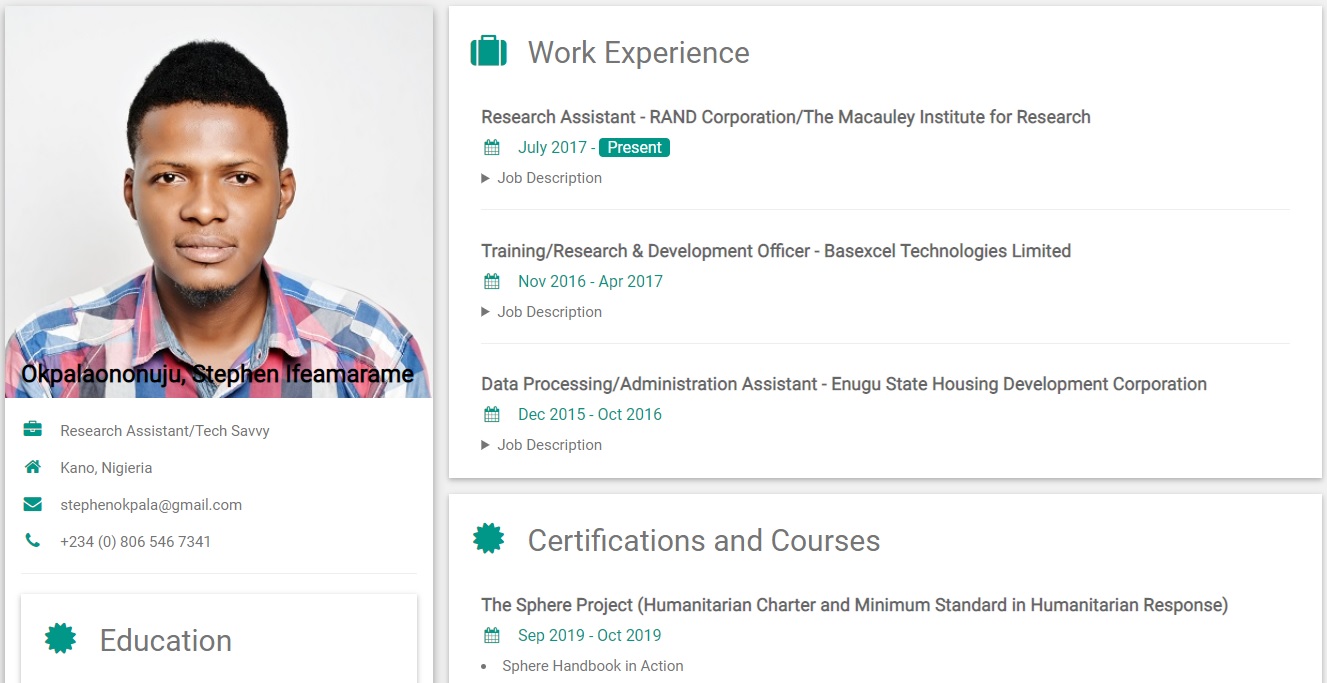 Okpalaononuju, Stephen Ifeamarame
Research Assistant/Tech Savvy
Kano, Nigieria
stephenokpala@gmail.com
+234 (0) 806 546 7341
Education
Work Experience
Research Assistant - RAND Corporation/The Macauley Institute for Research
July 2017 - Present
Job Description
Training/Research & Development Officer - Basexcel Technologies Limited
Nov 2016 - Apr 2017
Job Description
Data Processing/Administration Assistant - Enugu State Housing Development Corporation
Dec 2015 - Oct 2016
Job Description
Certifications and Courses
The Sphere Project (Humanitarian Charter and Minimum Standard in Humanitarian Response)
Sep 2019 - Oct 2019
• Sphere Handbook in Action